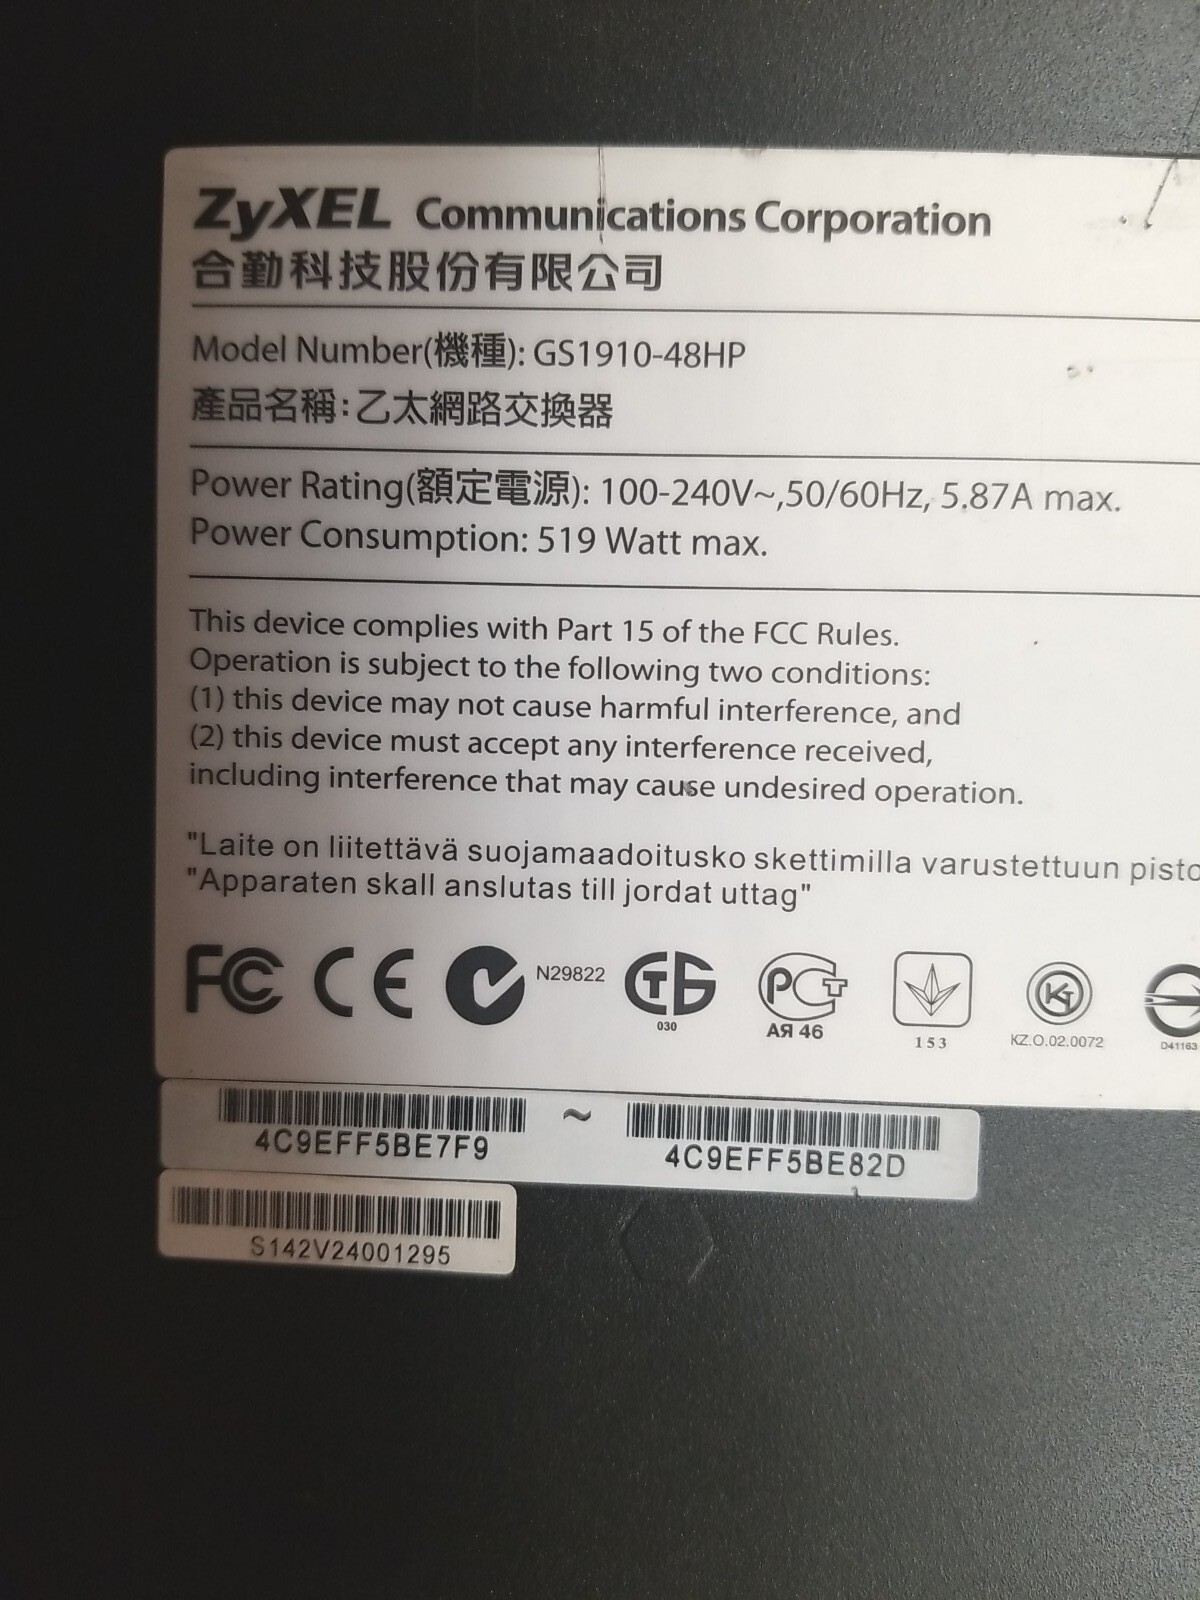 ZyXEL Communications Corporation
合勤科技股份有限公司
Model Number(機種): GS1910-48HP
產品名稱:乙太網路交換器
Power Rating(額定電源): 100-240V~,50/60Hz, 5.87A max.
Power Consumption: 519 Watt max.
This device complies with Part 15 of the FCC Rules.
Operation is subject to the following two conditions:
(1) this device may not cause harmful interference, and
(2) this device must accept any interference received,
including interference that may cause undesired operation.
"Laite on liitettävä suojamaadoitusko skettimilla varustettuun pisto
"Apparaten skall anslutas till jordat uttag"
FC CE N29822 СТБ РСТ КТ
030 АЯ 46 153 KZ.O.02.0072 D41163
4C9EFF5BE7F9 ~ 4C9EFF5BE82D
S142V24001295